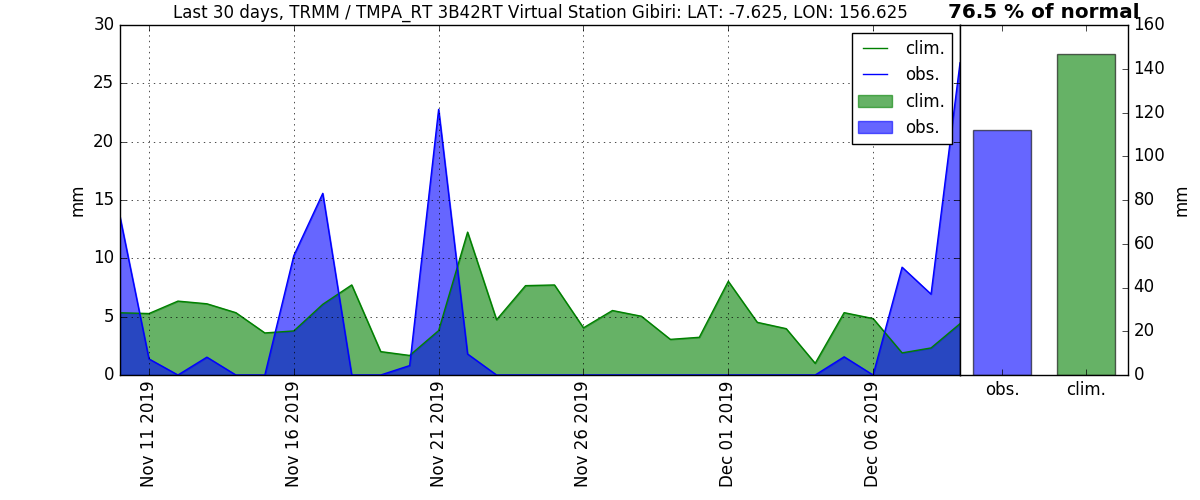 Last 30 days, TRMM / TMPA_RT 3B42RT Virtual Station Gibiri: LAT: -7.625, LON: 156.625
76.5 % of normal
30
25
20
15
10
5
0
mm
clim.
obs.
clim.
obs.
160
140
120
100
80
60
40
20
0
mm
Nov 11 2019
Nov 16 2019
Nov 21 2019
Nov 26 2019
Dec 01 2019
Dec 06 2019
obs.
clim.